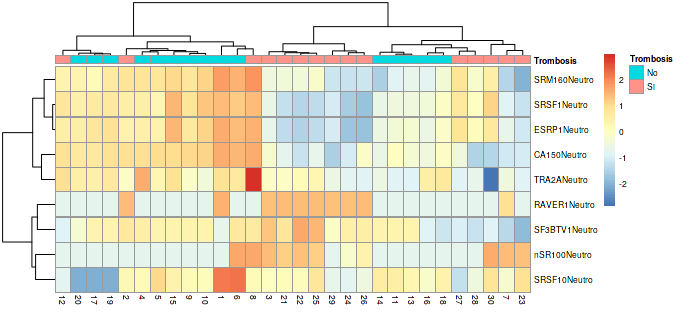 Trombosis
Trombosis
No
SI
SRM160Neutro
SRSF1Neutro
ESRP1Neutro
CA150Neutro
TRA2ANeutro
RAVER1Neutro
SF3BTV1Neutro
nSR100Neutro
SRSF10Neutro
2
1
0
-1
-2
12 20 17 19 2 4 5 15 9 10 1 6 8 3 21 22 25 29 24 26 14 11 13 16 18 27 28 30 7 23